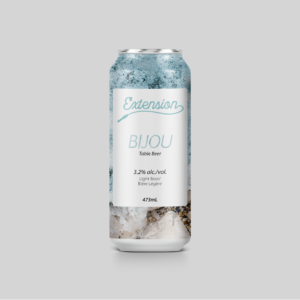 Extension
BIJOU
Table Beer
3.2% alc./vol.
Light Beer/
Bière Légère
473mL